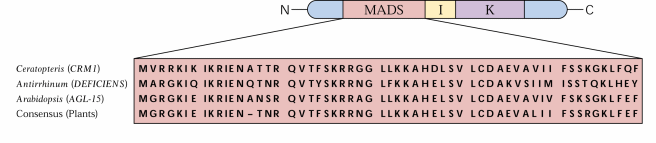 N MADS I K C
Ceratopteris (CRM1) MVRRKIK IKRIENATTR QVTFSKRRGG LLKKAHDLSV LCDAEVAVII FSSKGKLFQF
Antirrhinum (DEFICIENS) MARGKIQ IKRIENQTNR QVTYSKRRNG LFKKAHELSV LCDAKVSIIM ISSTQKLHEY
Arabidopsis (AGL-15) MGRGKIE IKRIENANSR QVTFSKRRAG LLKKAHELSV LCDAEVAVIV FSKSGKLFEF
Consensus (Plants) MGRGKIE IKRIEN–TNR QVTFSKRRNG LLKKAHELSV LCDAEVALII FSSRGKLFEF